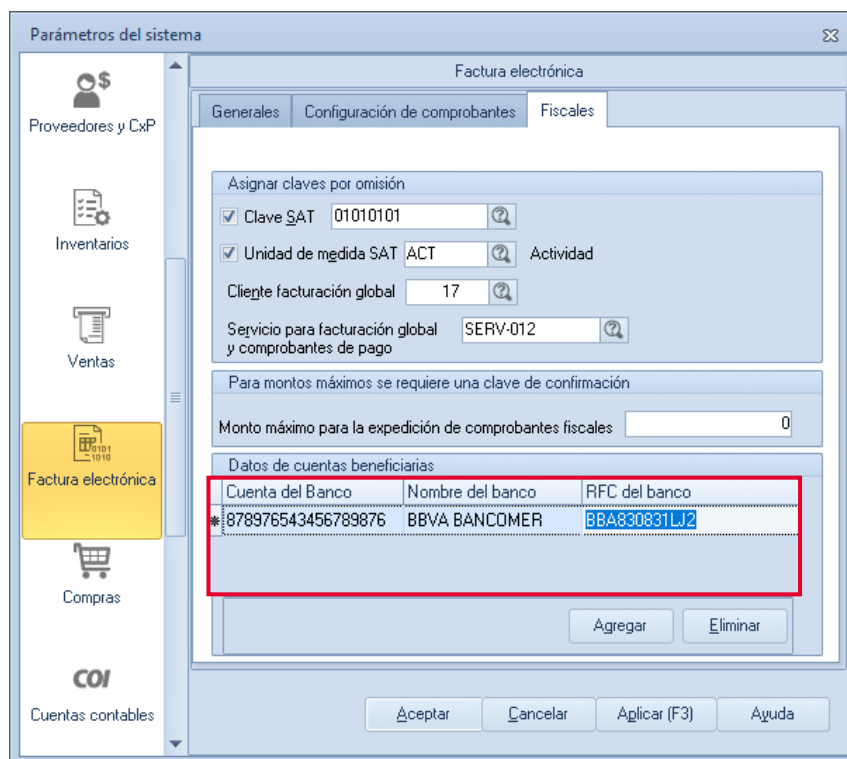 Parámetros del sistema
Proveedores y CxP
Inventarios
Ventas
0101
1010
Factura electrónica
Compras
COI
Cuentas contables
Factura electrónica
Generales
Configuración de comprobantes
Fiscales
Asignar claves por omisión
Clave SAT 01010101
Unidad de medida SAT ACT Actividad
Cliente facturación global 17
Servicio para facturación global SERV-012
y comprobantes de pago
Para montos máximos se requiere una clave de confirmación
Monto máximo para la expedición de comprobantes fiscales 0
Datos de cuentas beneficiarias
Cuenta del Banco Nombre del banco RFC del banco
* 878976543456789876 BBVA BANCOMER BBA830831LJ2
Agregar Eliminar
Aceptar Cancelar Aplicar (F3) Ayuda